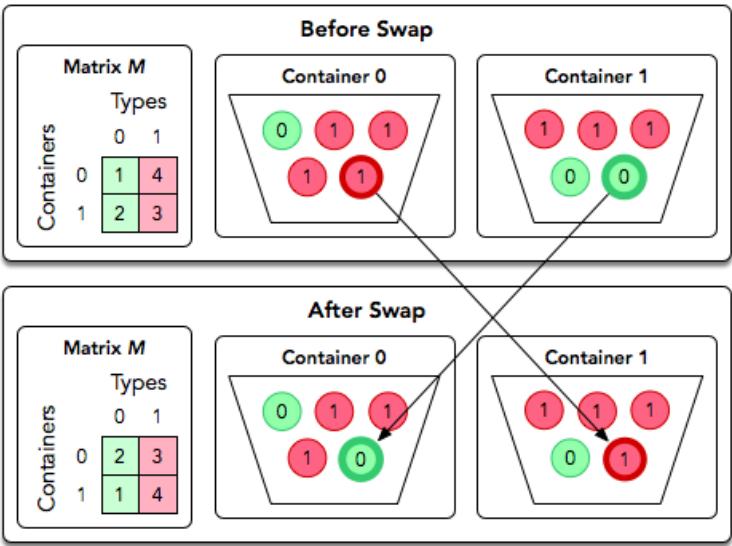 Before Swap
Matrix M
Types
0 1
Containers
0 1 4
1 2 3
Container 0
0 1 1
1 1
Container 1
1 1 1
0 0
After Swap
Matrix M
Types
0 1
Containers
0 2 3
1 1 4
Container 0
0 1 1
1 0
Container 1
1 1 1
0 1